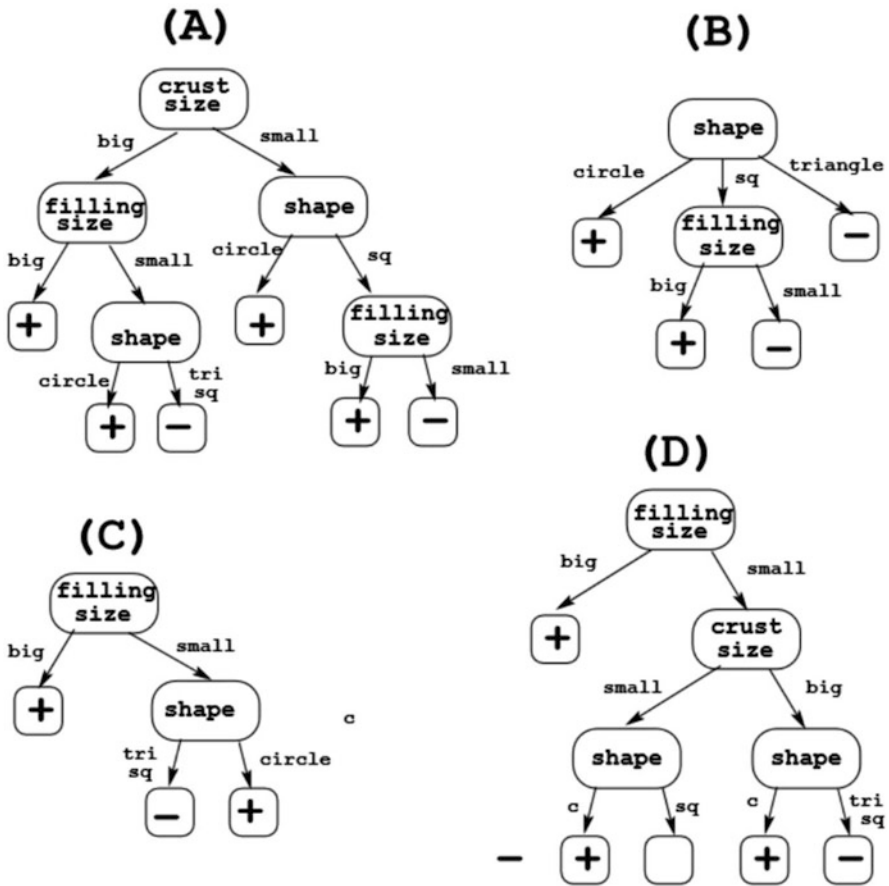 (A)
crust
size
big
small
filling
size
shape
big
small
circle
sq
+
shape
+
filling
size
circle
tri
sq
big
small
+
−
+
−
(B)
shape
circle
sq
triangle
+
filling
size
−
big
small
+
−
(C)
filling
size
big
small
+
shape
c
tri
sq
circle
−
+
(D)
filling
size
big
small
+
crust
size
small
big
shape
shape
c
sq
c
tri
sq
−
+
+
−